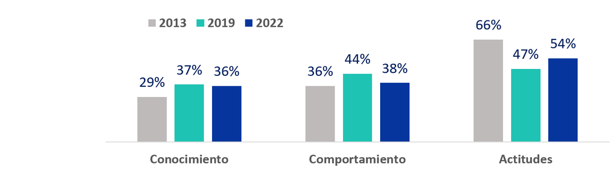 2013 2019 2022
66%
54%
47%
44%
37% 36% 36% 38%
29%
Conocimiento Comportamiento Actitudes